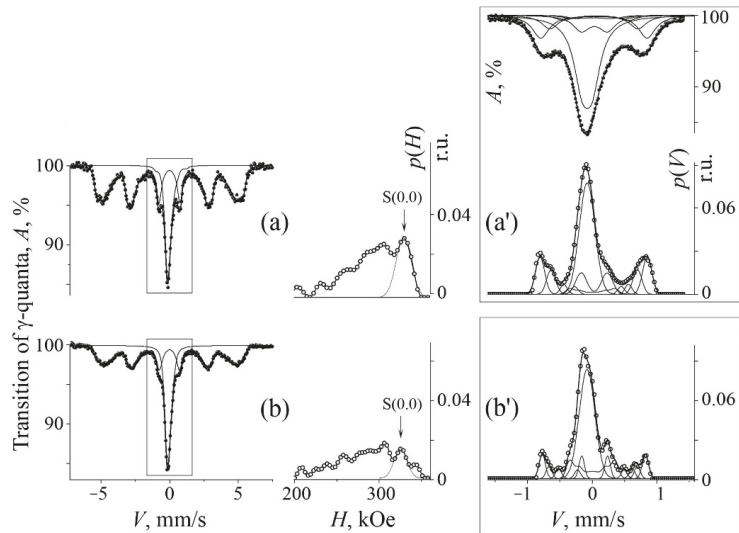 100
A, %
90
100
90
(a)
p(H)
r.u.
S(0.0)
0.04
0
(a')
p(V)
r.u.
0.06
0
Transition of γ-quanta, A, %
100
90
(b)
S(0.0)
0.04
0
(b')
0.06
0
−5 0 5
V, mm/s
200 300
H, kOe
−1 0 1
V, mm/s